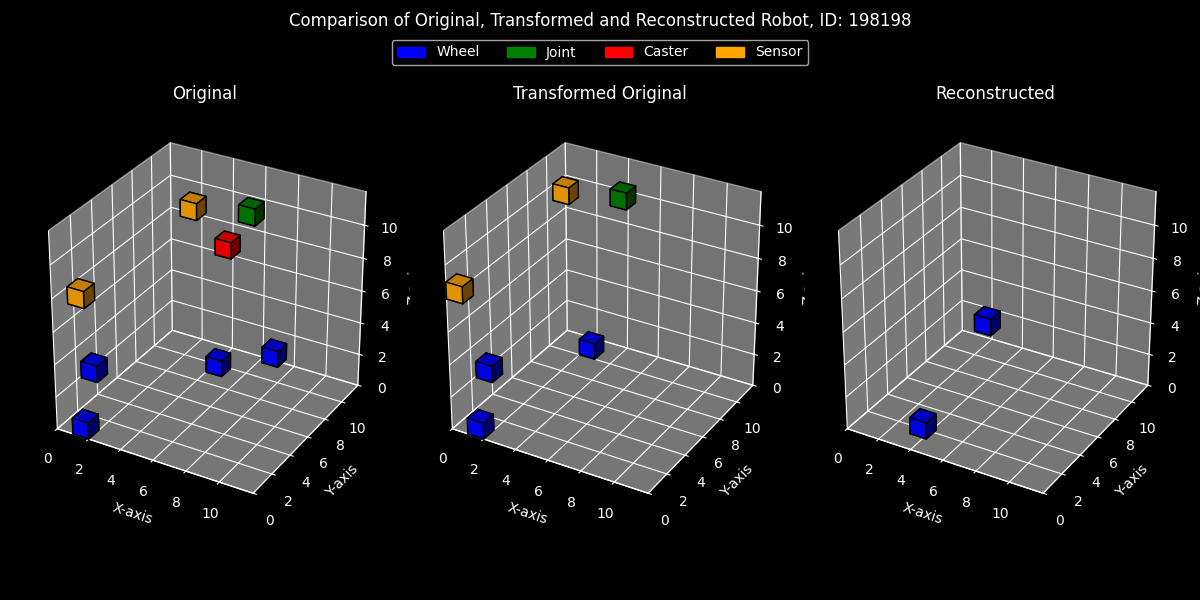 Comparison of Original, Transformed and Reconstructed Robot, ID: 198198
Wheel Joint Caster Sensor
Original Transformed Original Reconstructed
10 10 10
8 8 8
6 6 6
4 4 4
2 2 2
0 0 0
10 10 10
8 8 8
6 6 6
4 4 4
2 2 2
0 0 0
0 2 4 6 8 10 0 2 4 6 8 10 0 2 4 6 8 10
X-axis Y-axis X-axis Y-axis X-axis Y-axis